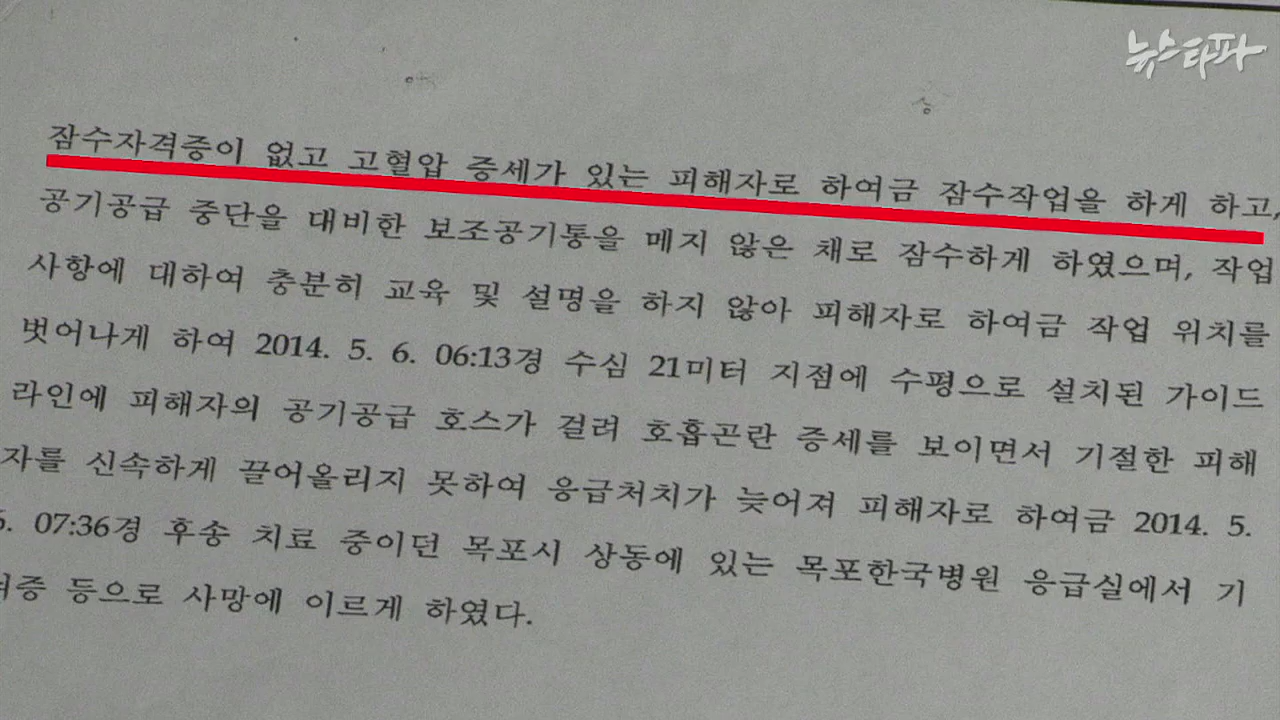 뉴스타파
잠수자격증이 없고 고혈압 증세가 있는 피해자로 하여금 잠수작업을 하게 하고,
공기공급 중단을 대비한 보조공기통을 메지 않은 채로 잠수하게 하였으며, 작업
사항에 대하여 충분히 교육 및 설명을 하지 않아 피해자로 하여금 작업 위치를
벗어나게 하여 2014. 5. 6. 06:13경 수심 21미터 지점에 수평으로 설치된 가이드
라인에 피해자의 공기공급 호스가 걸려 호흡곤란 증세를 보이면서 기절한 피해
자를 신속하게 끌어올리지 못하여 응급처치가 늦어져 피해자로 하여금 2014. 5.
6. 07:36경 후송 치료 중이던 목포시 상동에 있는 목포한국병원 응급실에서 기
등으로 사망에 이르게 하였다.